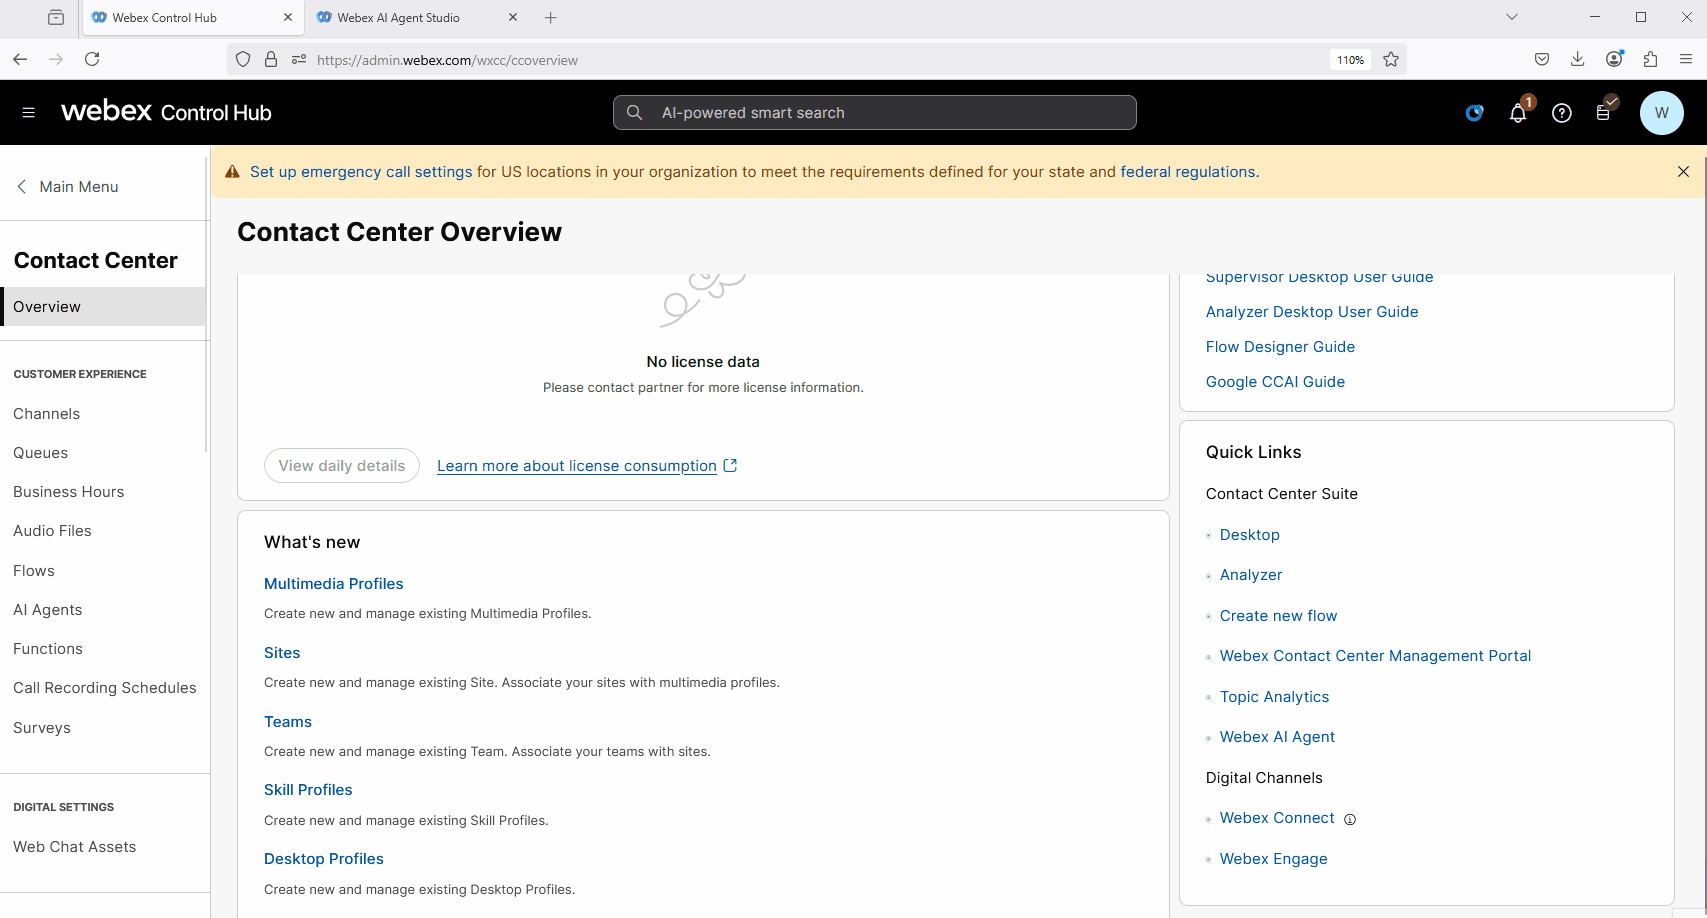 Webex Control Hub
Webex AI Agent Studio
https://admin.webex.com/wxcc/ccoverview
110%
webex Control Hub
AI-powered smart search
1
W
Main Menu
Set up emergency call settings for US locations in your organization to meet the requirements defined for your state and federal regulations.
Contact Center
Overview
CUSTOMER EXPERIENCE
Channels
Queues
Business Hours
Audio Files
Flows
AI Agents
Functions
Call Recording Schedules
Surveys
DIGITAL SETTINGS
Web Chat Assets
Contact Center Overview
No license data
Please contact partner for more license information.
View daily details
Learn more about license consumption
What's new
Multimedia Profiles
Create new and manage existing Multimedia Profiles.
Sites
Create new and manage existing Site. Associate your sites with multimedia profiles.
Teams
Create new and manage existing Team. Associate your teams with sites.
Skill Profiles
Create new and manage existing Skill Profiles.
Desktop Profiles
Create new and manage existing Desktop Profiles.
Supervisor Desktop User Guide
Analyzer Desktop User Guide
Flow Designer Guide
Google CCAI Guide
Quick Links
Contact Center Suite
Desktop
Analyzer
Create new flow
Webex Contact Center Management Portal
Topic Analytics
Webex AI Agent
Digital Channels
Webex Connect
Webex Engage